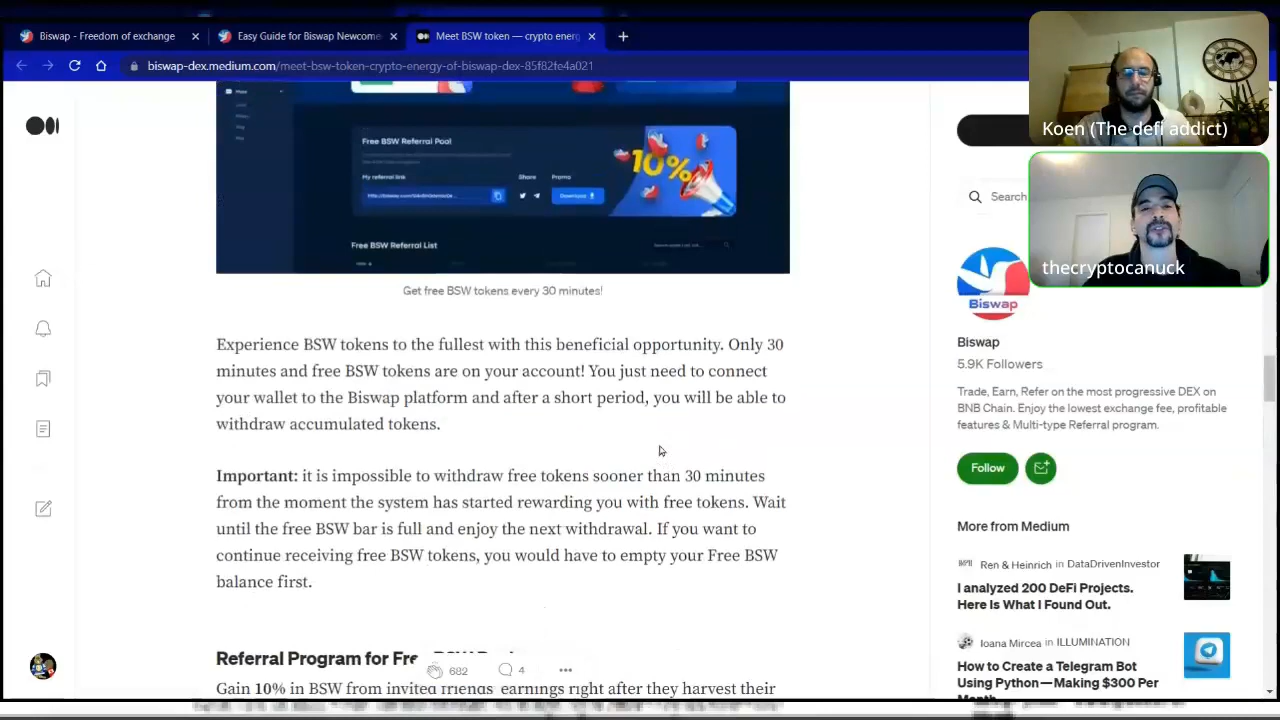 Biswap - Freedom of exchange
Easy Guide for Biswap Newcome
Meet BSW token — crypto energ
biswap-dex.medium.com/meet-bsw-token-crypto-energy-of-biswap-dex-85f82fe4a021
Koen (The defi addict)
thecryptocanuck
Free BSW Referral Pool
My referral link
Share
Promo
Download
10%
Free BSW Referral List
Get free BSW tokens every 30 minutes!
Experience BSW tokens to the fullest with this beneficial opportunity. Only 30
minutes and free BSW tokens are on your account! You just need to connect
your wallet to the Biswap platform and after a short period, you will be able to
withdraw accumulated tokens.
Important: it is impossible to withdraw free tokens sooner than 30 minutes
from the moment the system has started rewarding you with free tokens. Wait
until the free BSW bar is full and enjoy the next withdrawal. If you want to
continue receiving free BSW tokens, you would have to empty your Free BSW
balance first.
Referral Program for Fre
682
4
Gain 10% in BSW from invited friends' earnings right after they harvest their
Search
Biswap
Biswap
5.9K Followers
Trade, Earn, Refer on the most progressive DEX on
BNB Chain. Enjoy the lowest exchange fee, profitable
features & Multi-type Referral program.
Follow
More from Medium
Ren & Heinrich in DataDrivenInvestor
I analyzed 200 DeFi Projects.
Here Is What I Found Out.
Ioana Mircea in ILLUMINATION
How to Create a Telegram Bot
Using Python — Making $300 Per